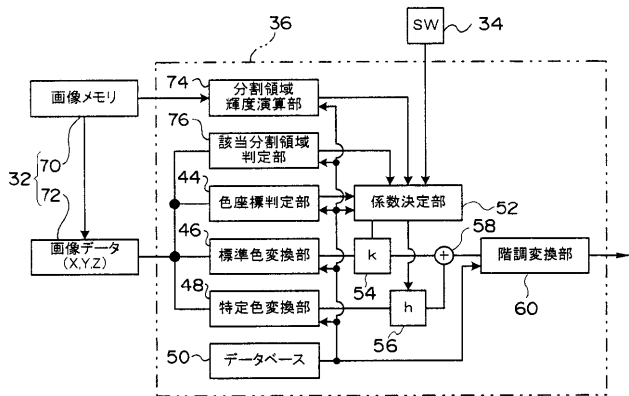 SW
34
36
74
分割領域
輝度演算部
画像メモリ
76
該当分割領域
判定部
32
70
72
44
色座標判定部
係数決定部
52
画像データ
(X,Y,Z)
46
標準色変換部
k
54
58
+
階調変換部
60
48
特定色変換部
h
56
50
データベース